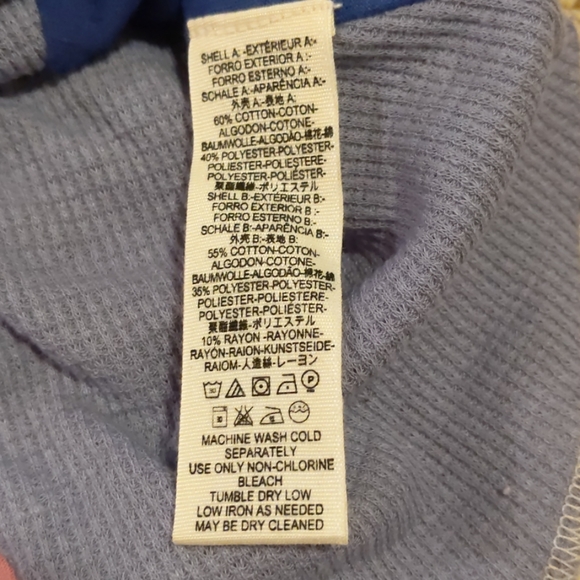 SHELL A:-EXTÉRIEUR A:-
FORRO EXTERIOR A :-
FORRO ESTERNO A:-
SCHALE A:-APARÊNCIA A:-
外壳 A:-表地 A:
60% COTTON-COTON-
ALGODON-COTONE-
BAUMWOLLE-ALGODÃO-棉花-綿
40% POLYESTER-POLYESTER-
POLIESTER-POLIESTERE-
POLYESTER-POLIÉSTER-
聚酯纖維-ポリエステル
SHELL B:-EXTÉRIEUR B:-
FORRO EXTERIOR B :-
FORRO ESTERNO B:-
SCHALE B:-APARÊNCIA B:-
外壳 B:-表地 B:
55% COTTON-COTON-
ALGODON-COTONE-
BAUMWOLLE-ALGODÃO-棉花-綿
35% POLYESTER-POLYESTER-
POLIESTER-POLIESTERE-
POLYESTER-POLIÉSTER-
聚酯纖維-ポリエステル
10% RAYON -RAYONNE-
RAYÓN-RAION-KUNSTSEIDE-
RAIOM-人造絲-レーヨン
P
MACHINE WASH COLD
SEPARATELY
USE ONLY NON-CHLORINE
BLEACH
TUMBLE DRY LOW
LOW IRON AS NEEDED
MAY BE DRY CLEANED